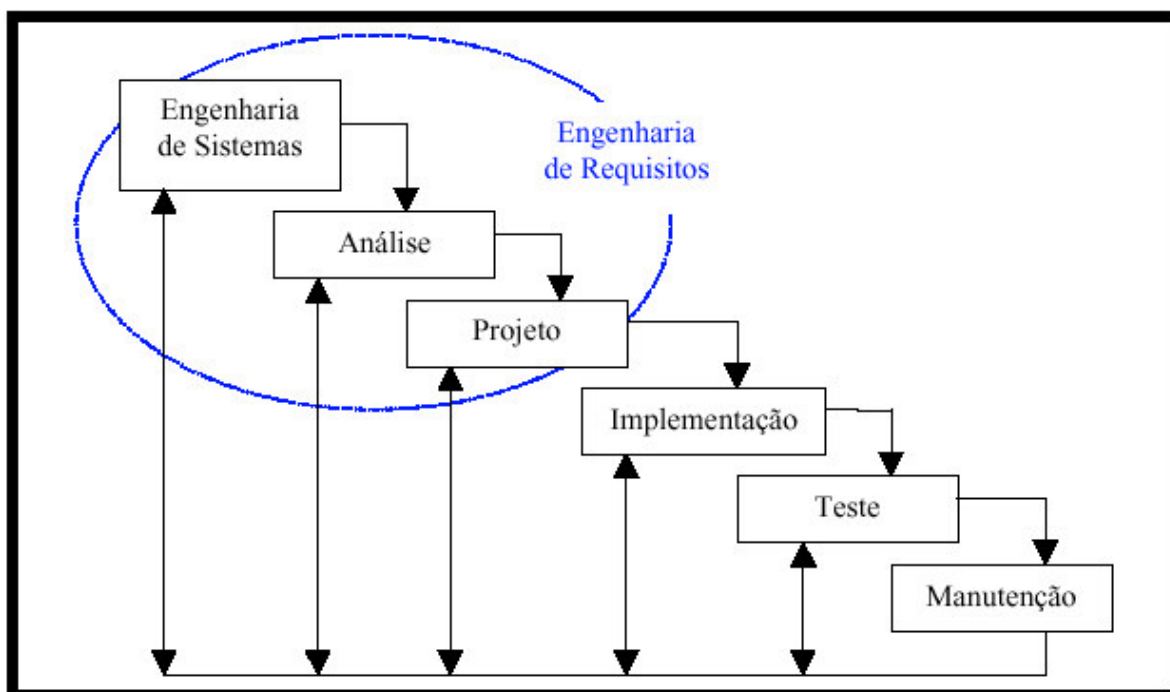 Engenharia
de Sistemas
Engenharia
de Requisitos
Análise
Projeto
Implementação
Teste
Manutenção